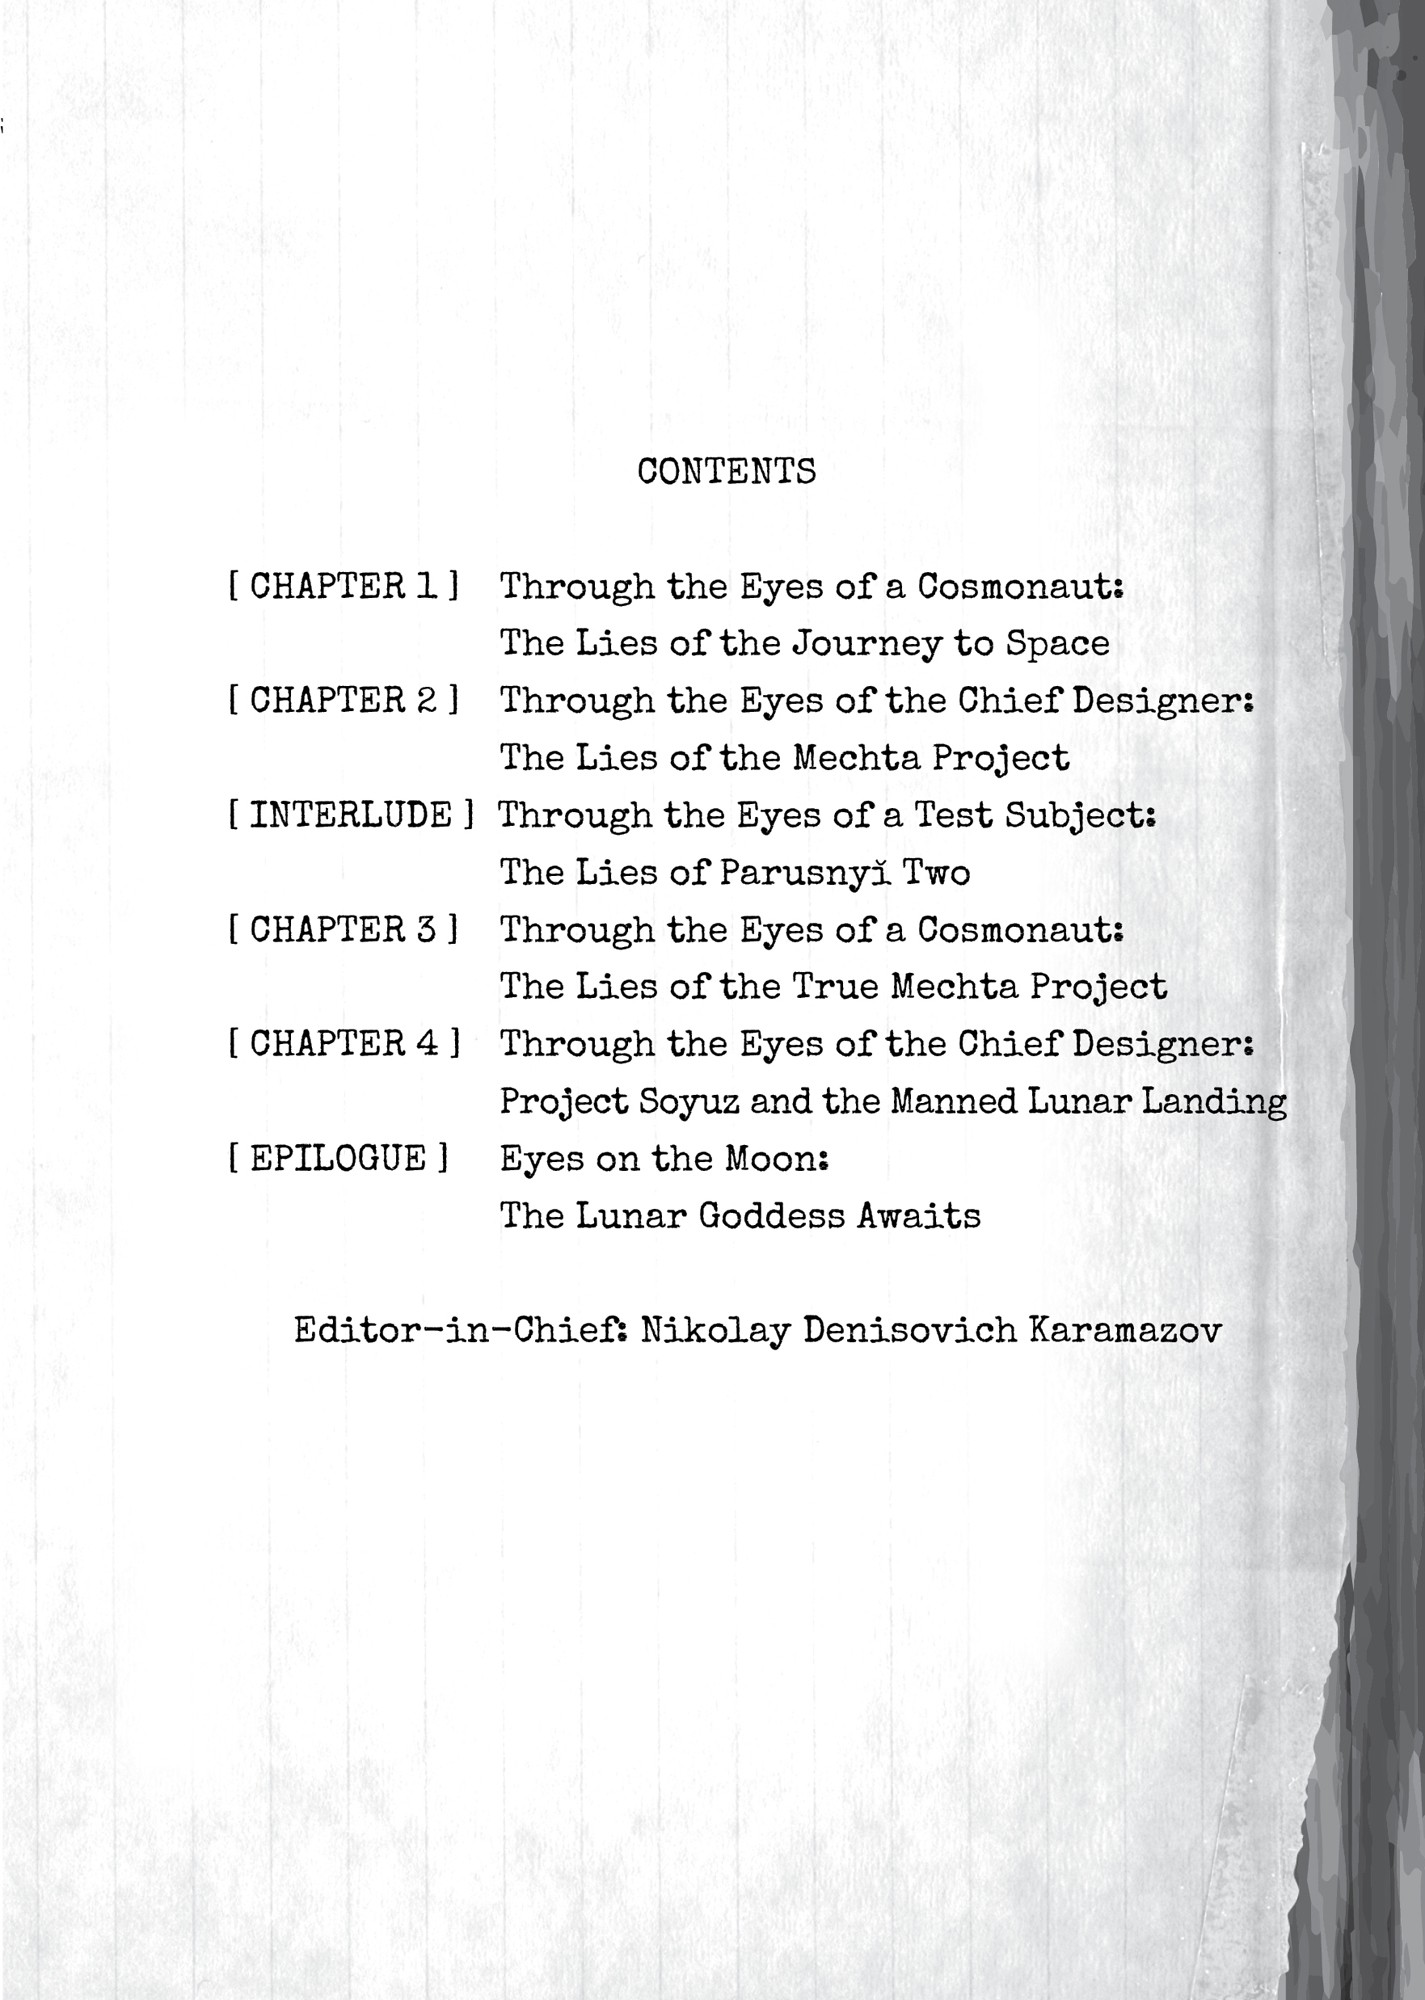 CONTENTS
[ CHAPTER 1 ] Through the Eyes of a Cosmonaut:
The Lies of the Journey to Space
[ CHAPTER 2 ] Through the Eyes of the Chief Designer:
The Lies of the Mechta Project
[ INTERLUDE ] Through the Eyes of a Test Subject:
The Lies of Parusnyĭ Two
[ CHAPTER 3 ] Through the Eyes of a Cosmonaut:
The Lies of the True Mechta Project
[ CHAPTER 4 ] Through the Eyes of the Chief Designer:
Project Soyuz and the Manned Lunar Landing
[ EPILOGUE ] Eyes on the Moon:
The Lunar Goddess Awaits
Editor-in-Chief: Nikolay Denisovich Karamazov